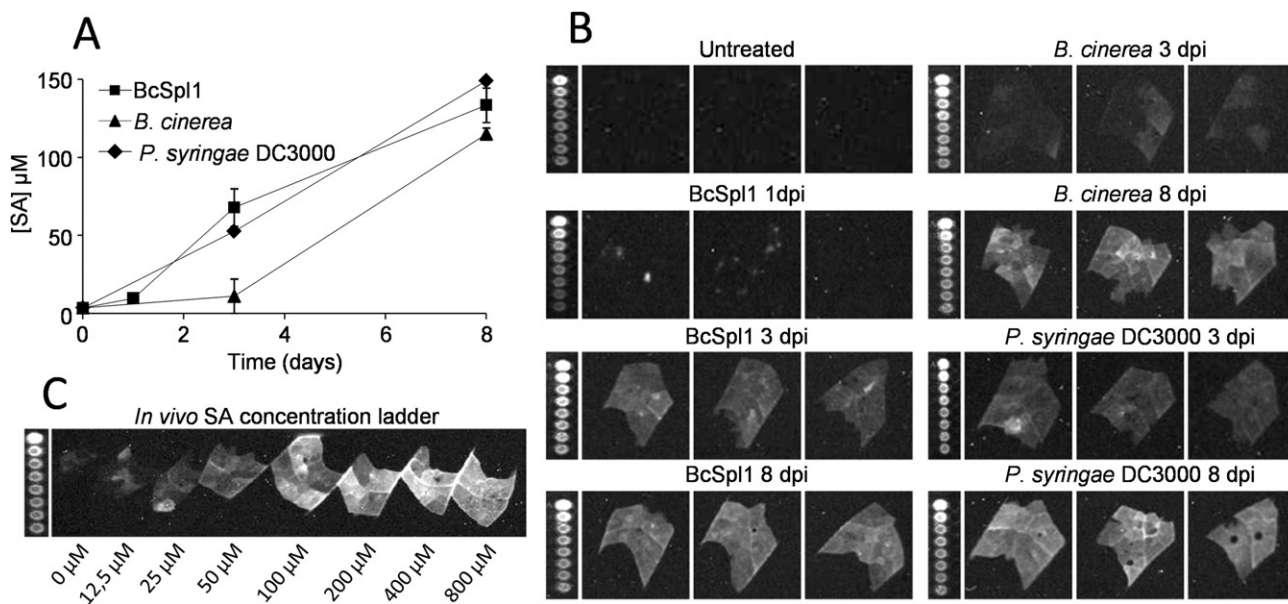 A
150
100
50
0
[SA] µM
BcSpl1
B. cinerea
P. syringae DC3000
0
2
4
6
8
Time (days)
B
Untreated
B. cinerea 3 dpi
BcSpl1 1dpi
B. cinerea 8 dpi
BcSpl1 3 dpi
P. syringae DC3000 3 dpi
BcSpl1 8 dpi
P. syringae DC3000 8 dpi
C
In vivo SA concentration ladder
0 µM
12,5 µM
25 µM
50 µM
100 µM
200 µM
400 µM
800 µM